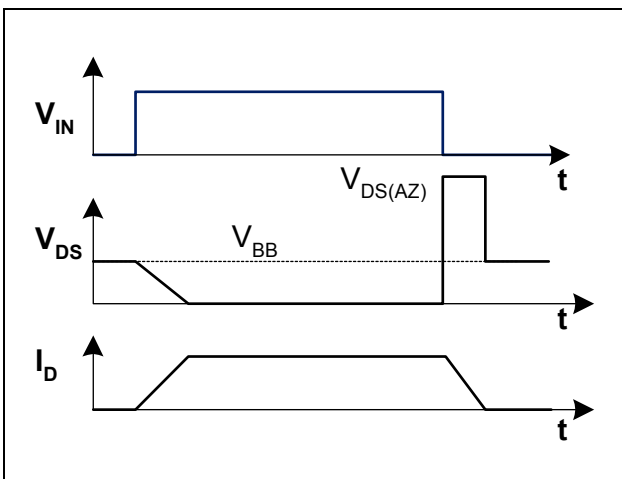 V_IN
t
V_DS(AZ)
V_DS
V_BB
t
I_D
t